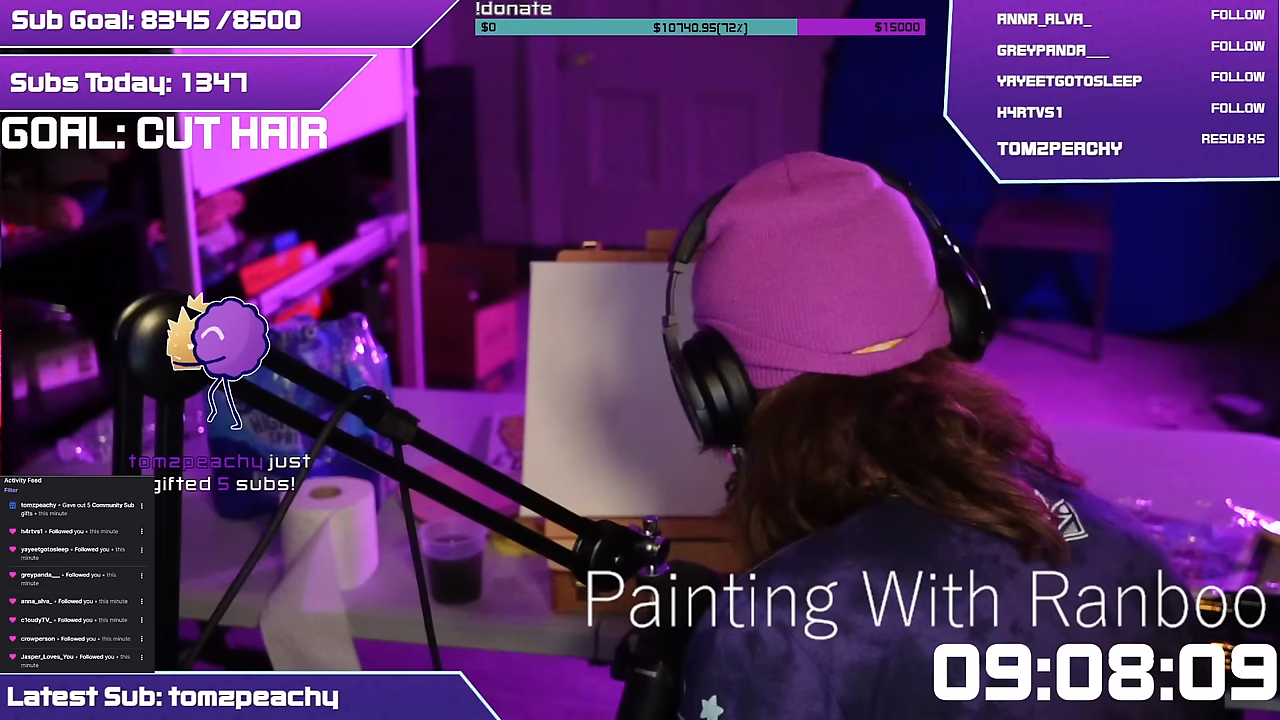 Sub Goal: 8345 /8500
Subs Today: 1347
GOAL: CUT HAIR
!donate
$0 $10740.95(72%) $15000
ANNA_ALVA_ FOLLOW
GREYPANDA___ FOLLOW
YAYEETGOTOSLEEP FOLLOW
H4RTVS1 FOLLOW
TOMZPEACHY RESUB X5
tomzpeachy just
gifted 5 subs!
Activity Feed
Filter
tomzpeachy • Gave out 5 Community Sub
gifts • this minute
h4rtvs1 • Followed you • this minute
yayeetgotosleep • Followed you • this
minute
greypanda___ • Followed you • this
minute
anna_alva_ • Followed you • this minute
c1oudyTV_ • Followed you • this minute
crowperson • Followed you • this minute
Jasper_Loves_You • Followed you • this
minute
Painting With Ranboo
09:08:09
Latest Sub: tomzpeachy